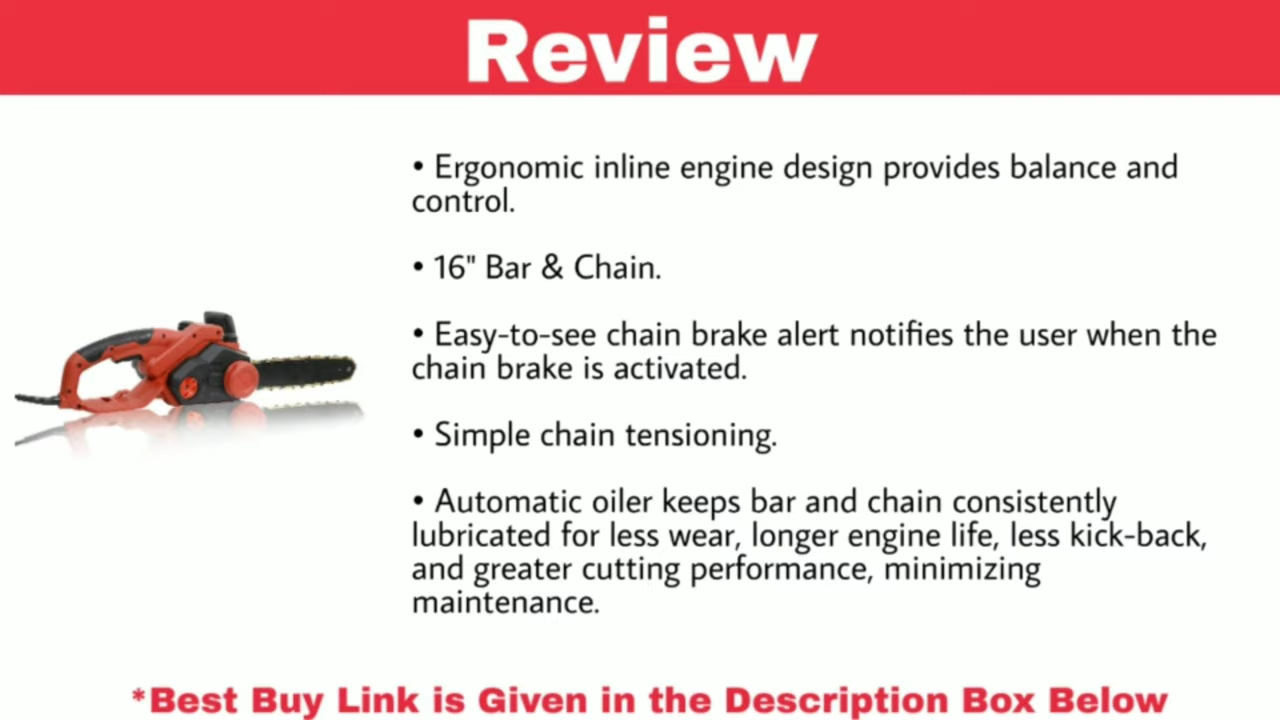 Review
• Ergonomic inline engine design provides balance and
control.
• 16" Bar & Chain.
• Easy-to-see chain brake alert notifies the user when the
chain brake is activated.
• Simple chain tensioning.
• Automatic oiler keeps bar and chain consistently
lubricated for less wear, longer engine life, less kick-back,
and greater cutting performance, minimizing
maintenance.
*Best Buy Link is Given in the Description Box Below